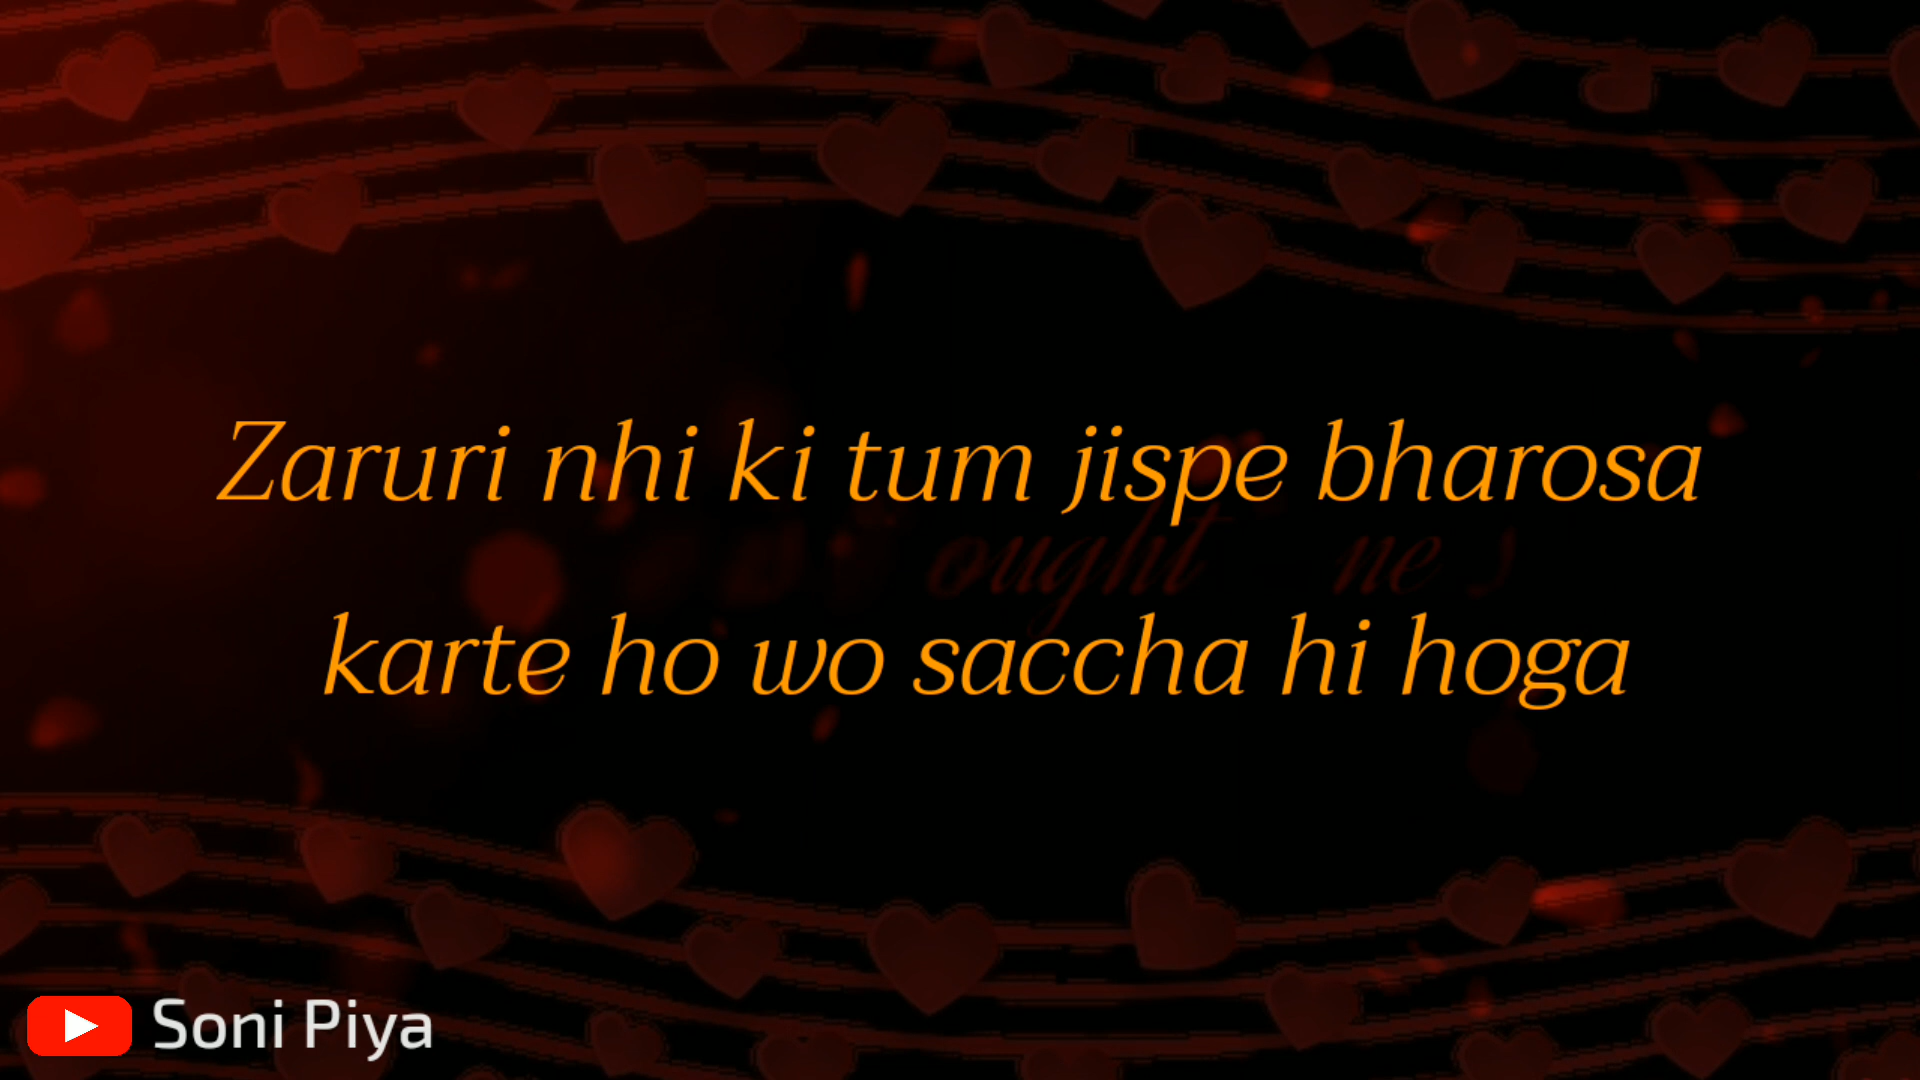 Zaruri nhi ki tum jispe bharosa
karte ho wo saccha hi hoga
Soni Piya